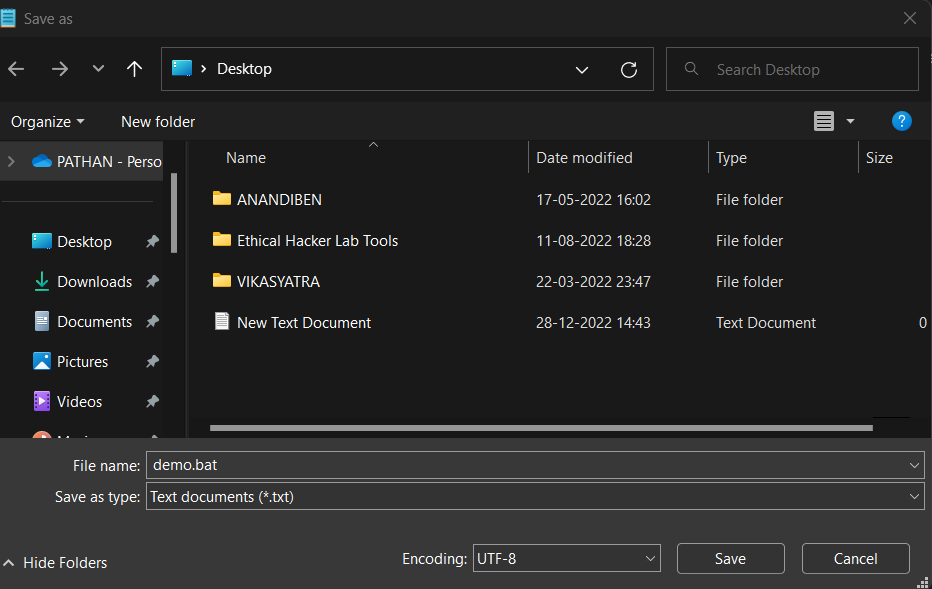 Save as
Desktop
Search Desktop
Organize
New folder
?
PATHAN - Perso
Name
Date modified
Type
Size
ANANDIBEN
17-05-2022 16:02
File folder
Desktop
Ethical Hacker Lab Tools
11-08-2022 18:28
File folder
Downloads
VIKASYATRA
22-03-2022 23:47
File folder
Documents
New Text Document
28-12-2022 14:43
Text Document
0
Pictures
Videos
File name:
demo.bat
Save as type:
Text documents (*.txt)
Hide Folders
Encoding:
UTF-8
Save
Cancel